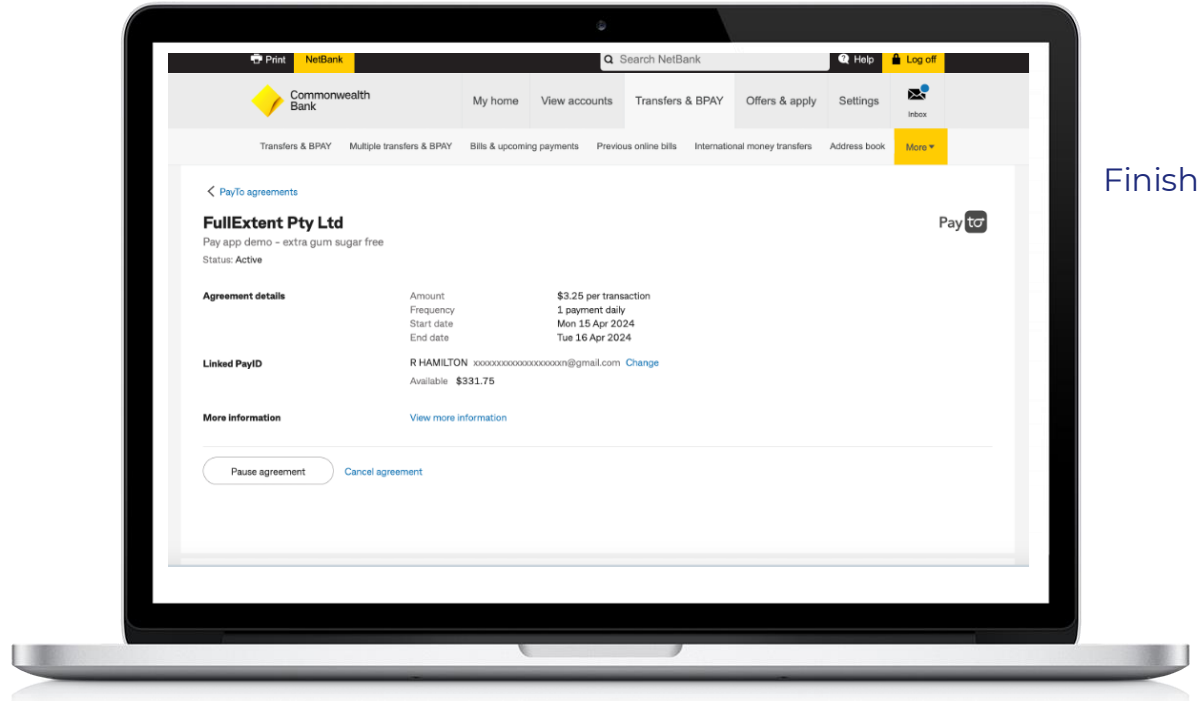 Print NetBank Search NetBank Help Log off
Commonwealth
Bank
My home View accounts Transfers & BPAY Offers & apply Settings Inbox
Transfers & BPAY Multiple transfers & BPAY Bills & upcoming payments Previous online bills International money transfers Address book More
Finish
PayTo agreements
FullExtent Pty Ltd
Pay to
Pay app demo - extra gum sugar free
Status: Active
Agreement details Amount $3.25 per transaction
Frequency 1 payment daily
Start date Mon 15 Apr 2024
End date Tue 16 Apr 2024
Linked PayID R HAMILTON xxxxxxxxxxxxxxxxxxxn@gmail.com Change
Available $331.75
More information View more information
Pause agreement Cancel agreement